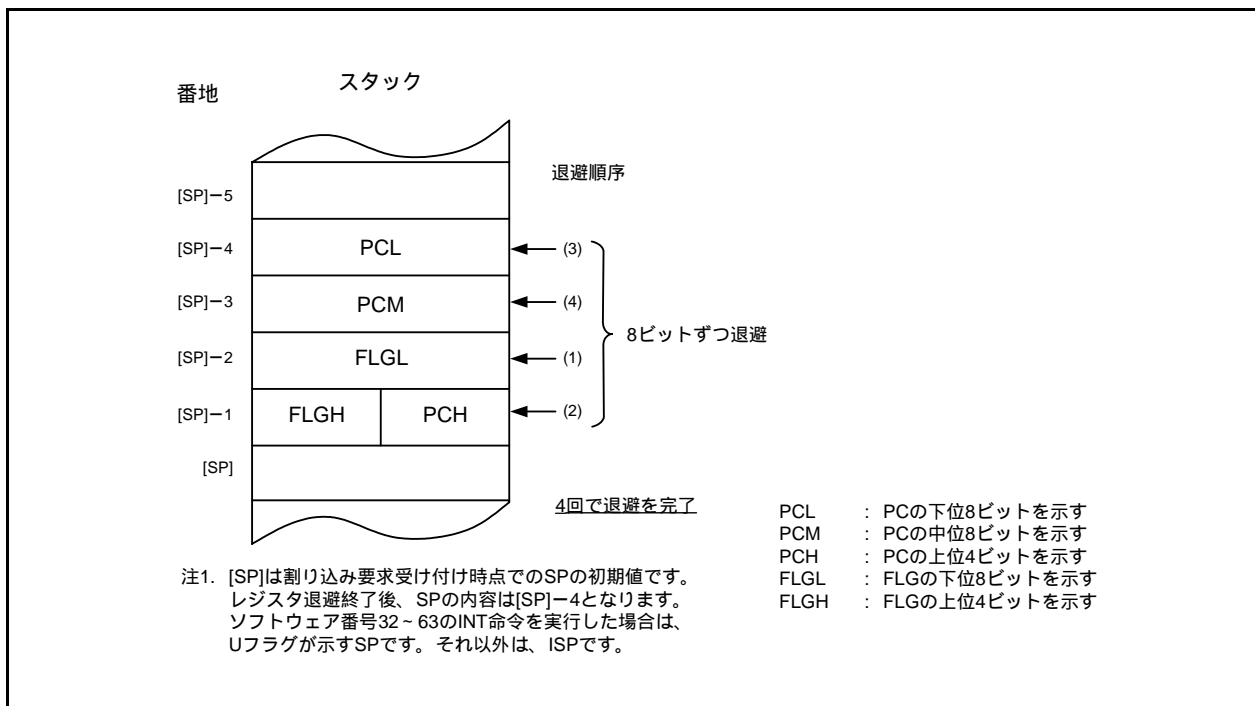 番地
スタック
退避順序
[SP]ー5
[SP]ー4
PCL
(3)
[SP]ー3
PCM
(4)
8ビットずつ退避
[SP]ー2
FLGL
(1)
[SP]ー1
FLGH
PCH
(2)
[SP]
4回で退避を完了
PCL : PCの下位8ビットを示す
PCM : PCの中位8ビットを示す
PCH : PCの上位4ビットを示す
FLGL : FLGの下位8ビットを示す
FLGH : FLGの上位4ビットを示す
注1. [SP]は割り込み要求受け付け時点でのSPの初期値です。
レジスタ退避終了後、SPの内容は[SP]ー4となります。
ソフトウェア番号32~63のINT命令を実行した場合は、
Uフラグが示すSPです。それ以外は、ISPです。